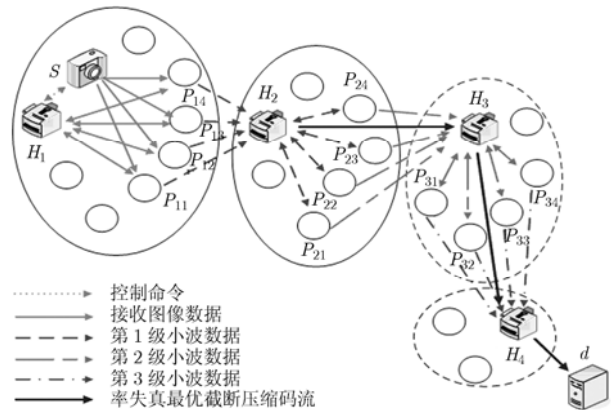 S
H₁
P₁₄
P₁₃
P₁₂
P₁₁
H₂
P₂₄
P₂₃
P₂₂
P₂₁
H₃
P₃₁
P₃₂
P₃₃
P₃₄
H₄
d
控制命令
接收图像数据
第1级小波数据
第2级小波数据
第3级小波数据
率失真最优截断压缩码流